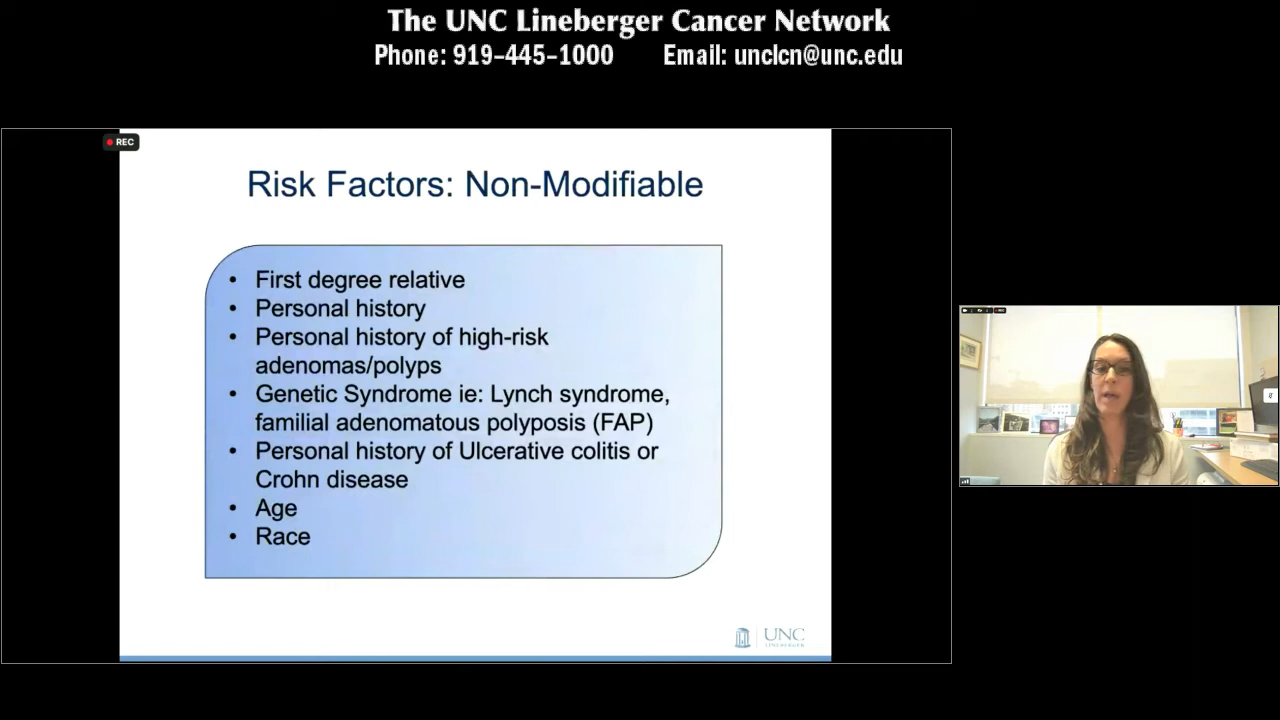 The UNC Lineberger Cancer Network
Phone: 919-445-1000 Email: unclcn@unc.edu
REC
Risk Factors: Non-Modifiable
• First degree relative
• Personal history
• Personal history of high-risk
adenomas/polyps
• Genetic Syndrome ie: Lynch syndrome,
familial adenomatous polyposis (FAP)
• Personal history of Ulcerative colitis or
Crohn disease
• Age
• Race
UNC
LINEBERGER